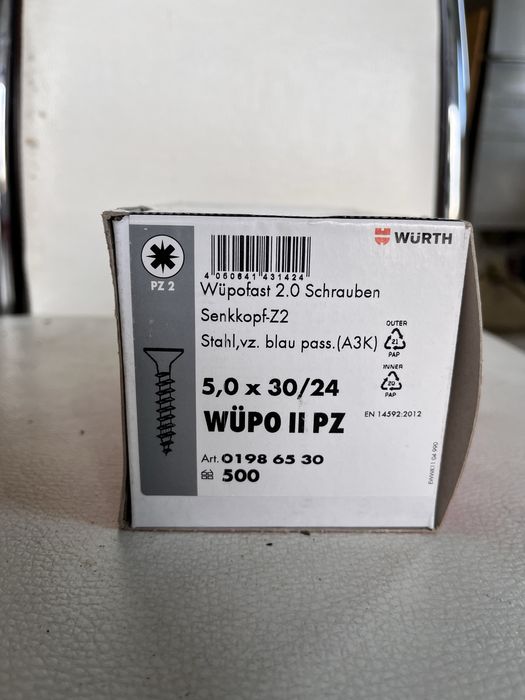 WÜRTH
4 050641 431424
PZ 2
Wüpofast 2.0 Schrauben
Senkkopf-Z2
Stahl,vz. blau pass.(A3K)
OUTER
21
PAP
INNER
20
PAP
5,0 x 30/24
WÜPO II PZ
EN 14592:2012
Art. 0198 65 30
500